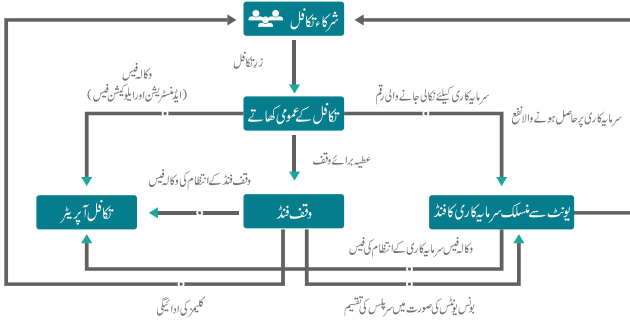 شرکاء تکافل
زرِ تکافل
وکالہ فیس
(ایڈمنسٹریشن اور ایلوکیشن فیس)
سرمایہ کاری کیلئے نکالی جانے والی رقم
تکافل کے عمومی کھاتے
سرمایہ کاری پر حاصل ہونے والا نفع
عطیہ برائے وقف
وقف فنڈ کے انتظام کی وکالہ فیس
یونٹ سے منسلک سرمایہ کاری کا فنڈ
وقف فنڈ
تکافل آپریٹر
وکالہ فیس سرمایہ کاری کے انتظام کی فیس
بونس یونٹس کی صورت میں سرپلس کی تقسیم
کلیمز کی ادائیگی